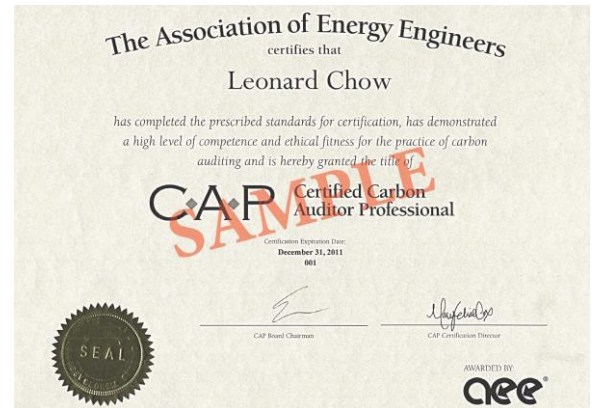 The Association of Energy Engineers
certifies that
Leonard Chow
has completed the prescribed standards for certification, has demonstrated
a high level of competence and ethical fitness for the practice of carbon
auditing and is hereby granted the title of
CAP Certified Carbon
Auditor Professional
SAMPLE
Certification Expiration Date:
December 31, 2011
001
CAP Board Chairman
CAP Certification Director
SEAL
AWARDED BY:
aee®